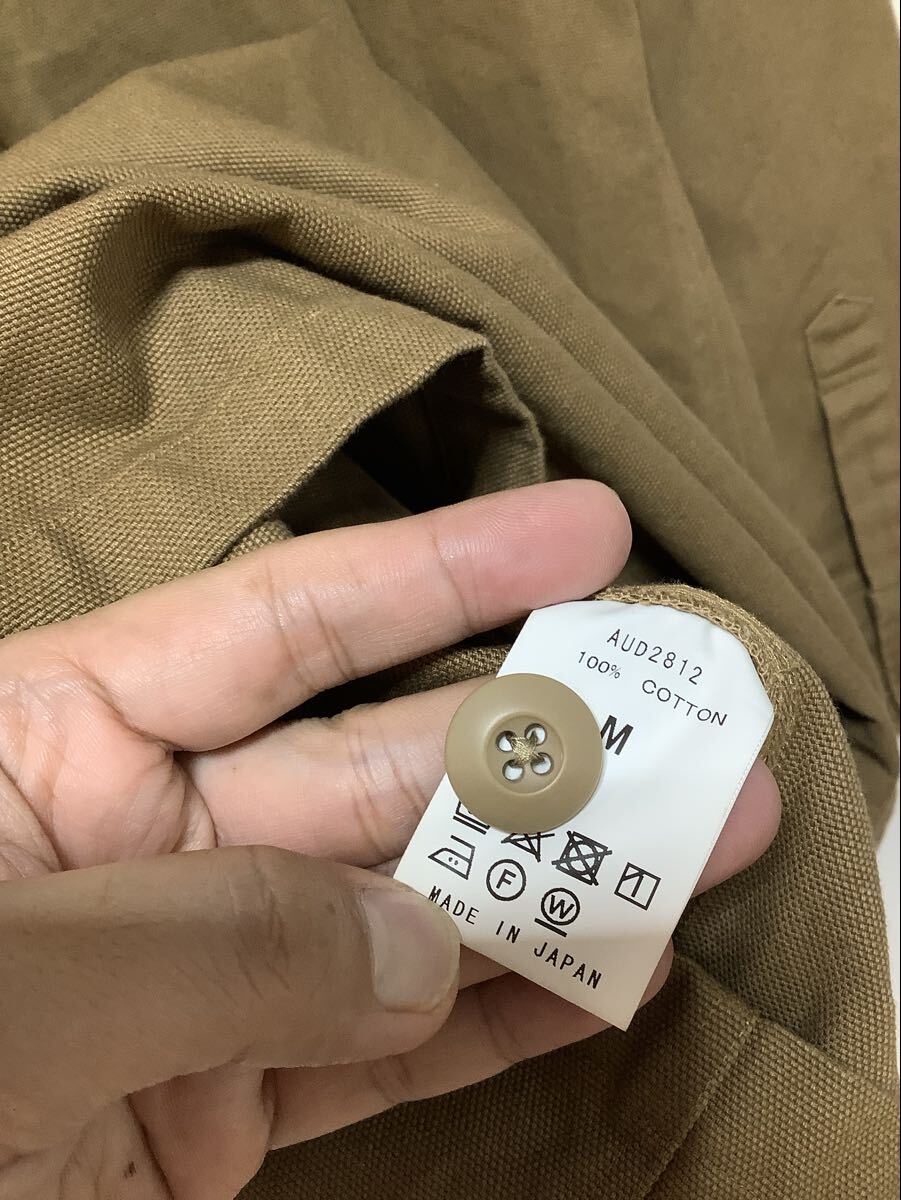 AUD2812
100% COTTON
M
F
W
MADE IN JAPAN